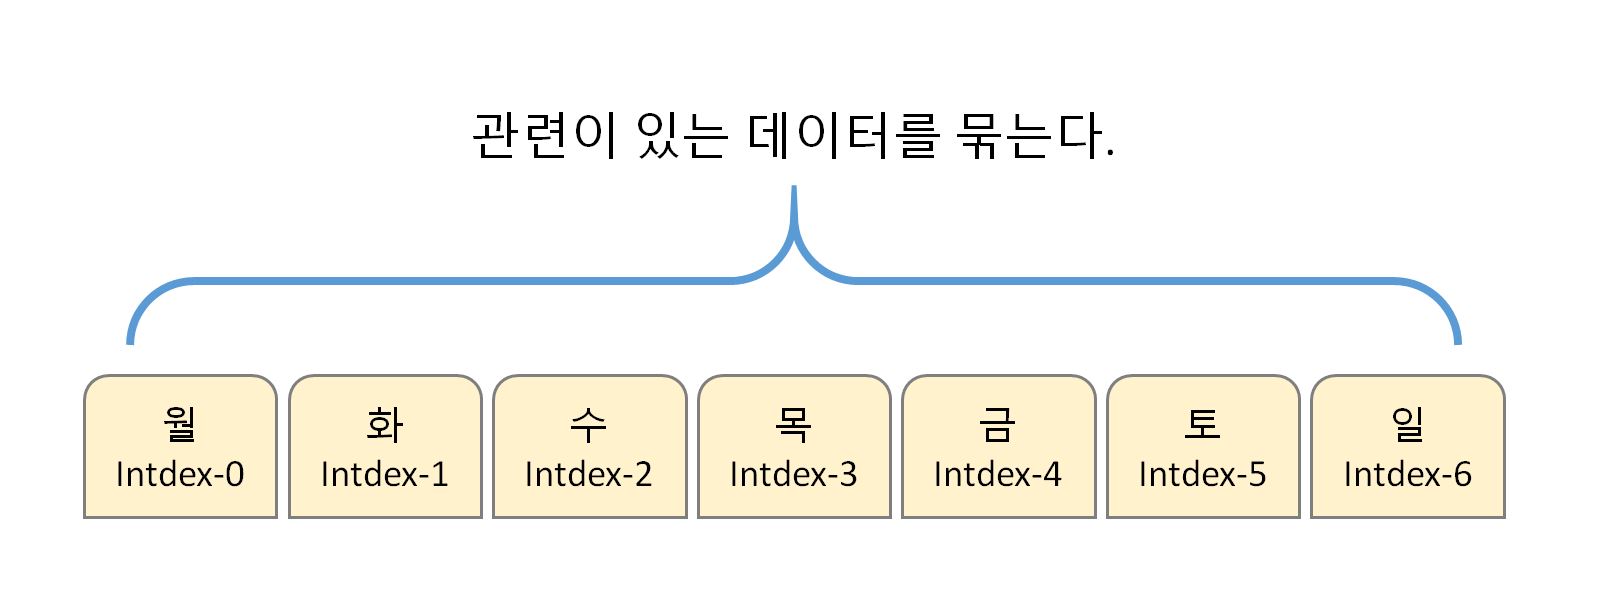 관련이 있는 데이터를 묶는다.
월 화 수 목 금 토 일
Intdex-0 Intdex-1 Intdex-2 Intdex-3 Intdex-4 Intdex-5 Intdex-6